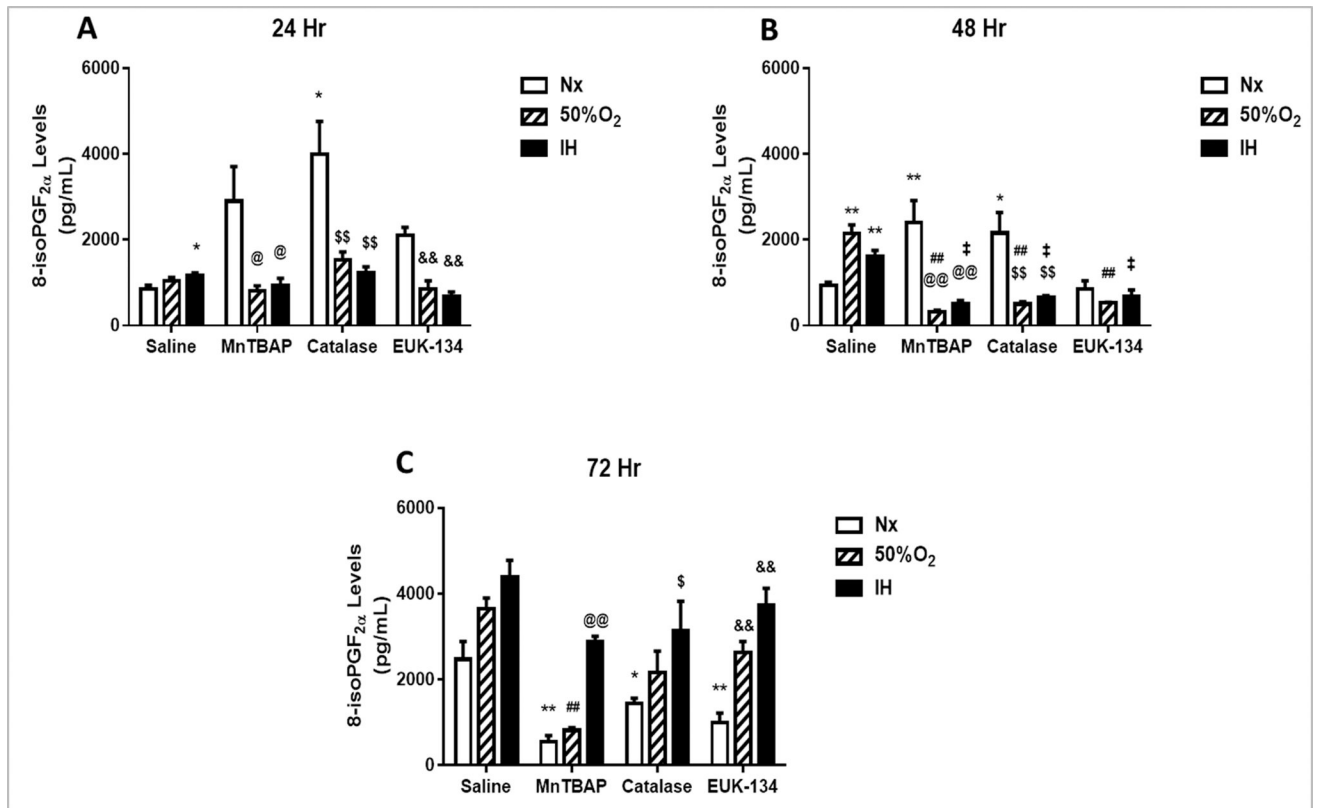 A
24 Hr
8-isoPGF2α Levels
(pg/mL)
6000
4000
2000
0
*
@ @
*
$$ $$
&& &&
Saline MnTBAP Catalase EUK-134
Nx
50%O2
IH
B
48 Hr
8-isoPGF2α Levels
(pg/mL)
6000
4000
2000
0
** **
**
## ‡
@@ @@
*
## ‡
$$ $$
## ‡
Saline MnTBAP Catalase EUK-134
Nx
50%O2
IH
C
72 Hr
8-isoPGF2α Levels
(pg/mL)
6000
4000
2000
0
** ## @@
* $
** && &&
Saline MnTBAP Catalase EUK-134
Nx
50%O2
IH